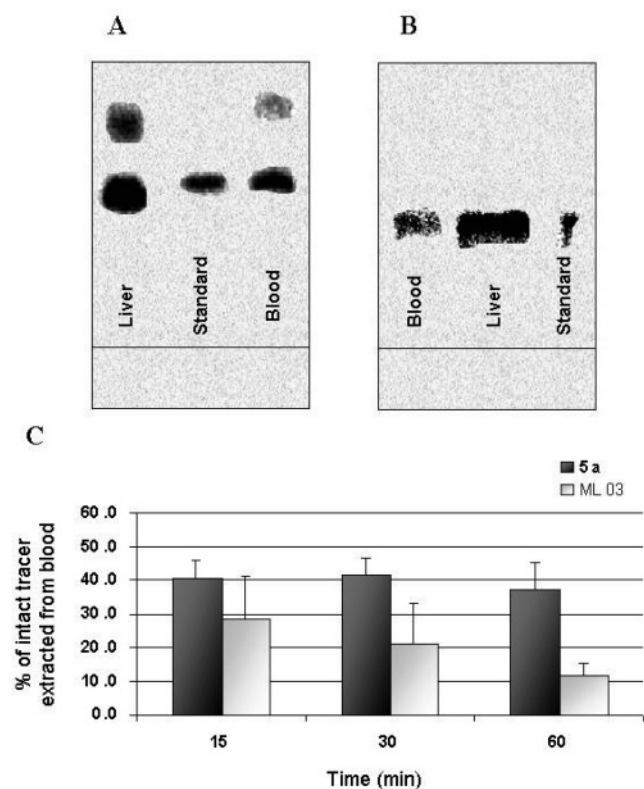 A
B
Liver
Standard
Blood
Blood
Liver
Standard
C
5 a
ML 03
% of intact tracer
extracted from blood
60 .0
50 .0
40 .0
30 .0
20 .0
10 .0
0.0
15
30
60
Time (min)